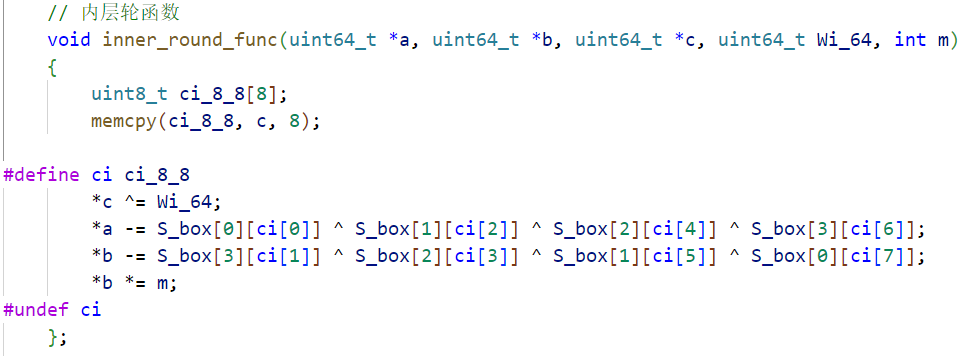 // 内层轮函数
void inner_round_func(uint64_t *a, uint64_t *b, uint64_t *c, uint64_t Wi_64, int m)
{
uint8_t ci_8_8[8];
memcpy(ci_8_8, c, 8);
#define ci ci_8_8
*c ^= Wi_64;
*a -= S_box[0][ci[0]] ^ S_box[1][ci[2]] ^ S_box[2][ci[4]] ^ S_box[3][ci[6]];
*b -= S_box[3][ci[1]] ^ S_box[2][ci[3]] ^ S_box[1][ci[5]] ^ S_box[0][ci[7]];
*b *= m;
#undef ci
};